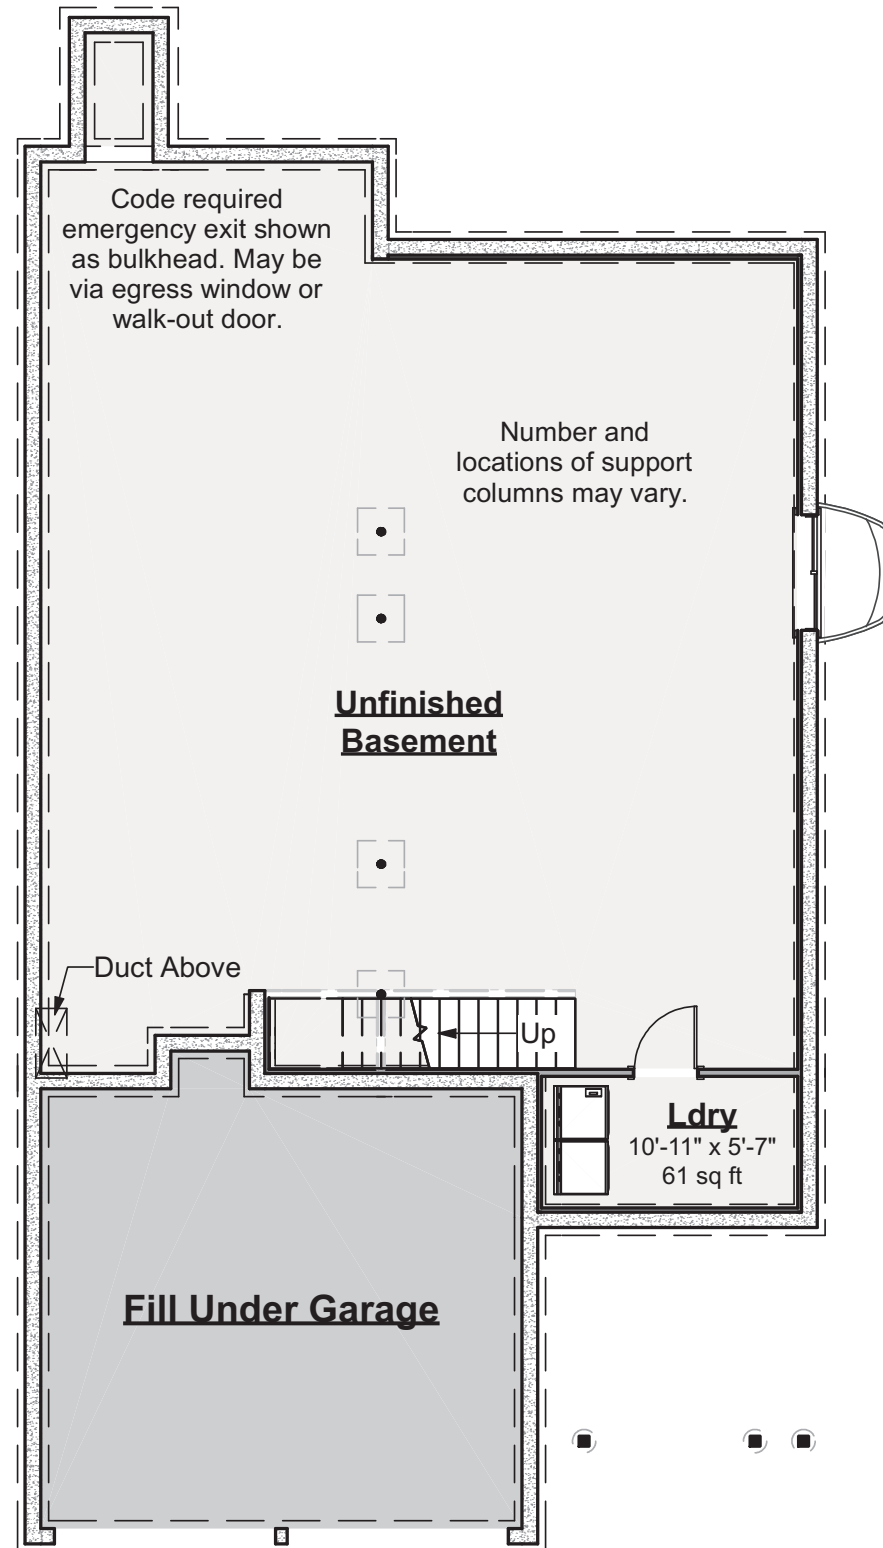 Code required
emergency exit shown
as bulkhead. May be
via egress window or
walk-out door.
Number and
locations of support
columns may vary.
Unfinished
Basement
Duct Above
Up
Ldry
10'-11" x 5'-7"
61 sq ft
Fill Under Garage